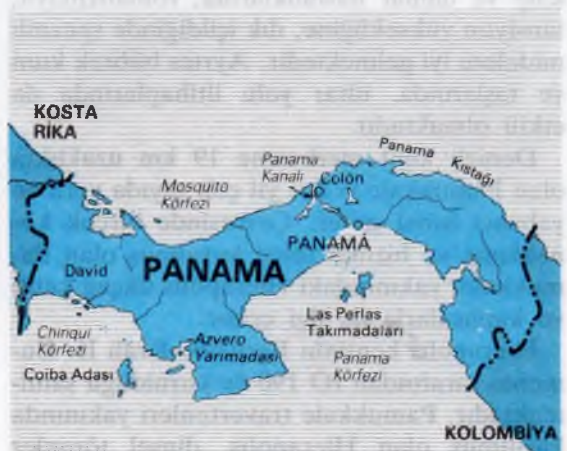 KOSTA
RİKA
Panama
Kanalı
Colón
Panama
Kıstağı
Mosquito
Körfezi
PANAMA
David
PANAMA
Las Perlas
Takımadaları
Chiriqui
Körfezi
Azvero
Yarımadası
Coiba Adası
Panama
Körfezi
KOLOMBİYA